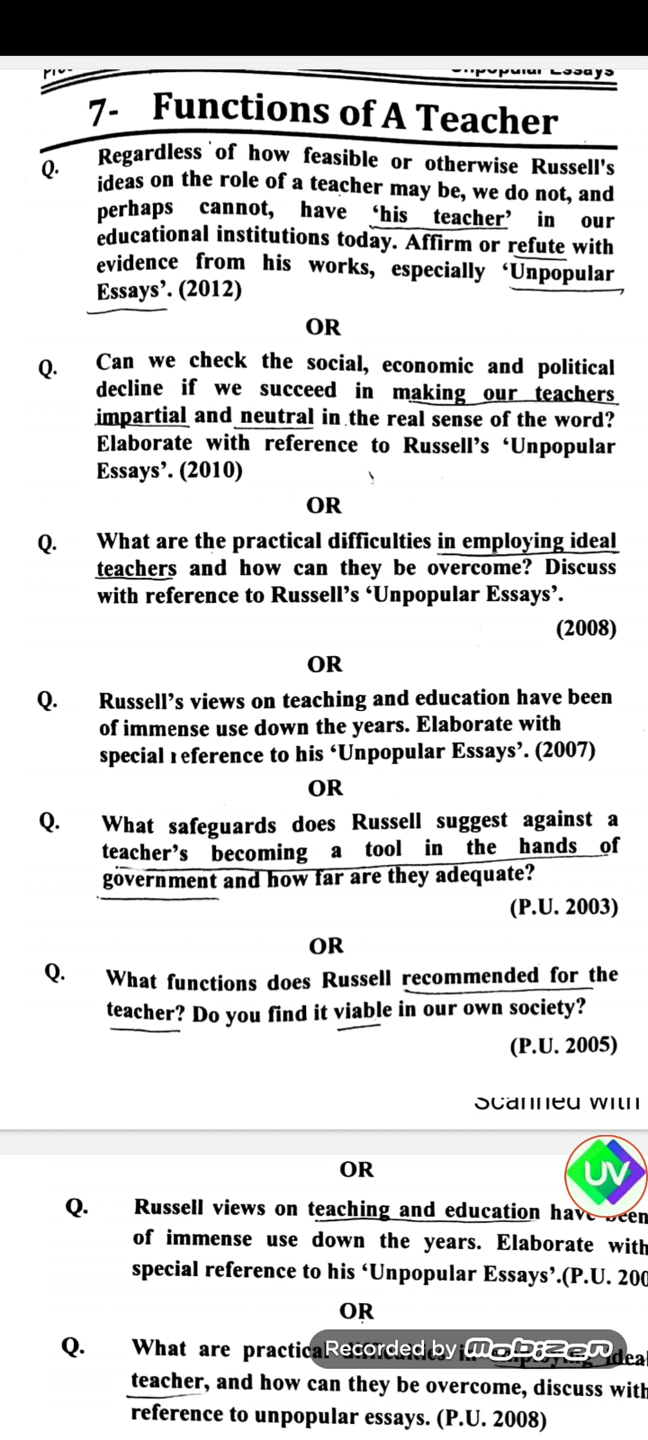 Unpopular Essays
7- Functions of A Teacher
Q. Regardless of how feasible or otherwise Russell's
ideas on the role of a teacher may be, we do not, and
perhaps cannot, have ‘his teacher’ in our
educational institutions today. Affirm or refute with
evidence from his works, especially ‘Unpopular
Essays’. (2012)
OR
Q. Can we check the social, economic and political
decline if we succeed in making our teachers
impartial and neutral in the real sense of the word?
Elaborate with reference to Russell’s ‘Unpopular
Essays’. (2010)
OR
Q. What are the practical difficulties in employing ideal
teachers and how can they be overcome? Discuss
with reference to Russell’s ‘Unpopular Essays’.
(2008)
OR
Q. Russell’s views on teaching and education have been
of immense use down the years. Elaborate with
special reference to his ‘Unpopular Essays’. (2007)
OR
Q. What safeguards does Russell suggest against a
teacher’s becoming a tool in the hands of
government and how far are they adequate?
(P.U. 2003)
OR
Q. What functions does Russell recommended for the
teacher? Do you find it viable in our own society?
(P.U. 2005)
Scanned with
OR
UV
Q. Russell views on teaching and education have been
of immense use down the years. Elaborate with
special reference to his ‘Unpopular Essays’.(P.U. 200
OR
Q. What are practical difficulties in employing ideal
Recorded by mobizen
teacher, and how can they be overcome, discuss with
reference to unpopular essays. (P.U. 2008)